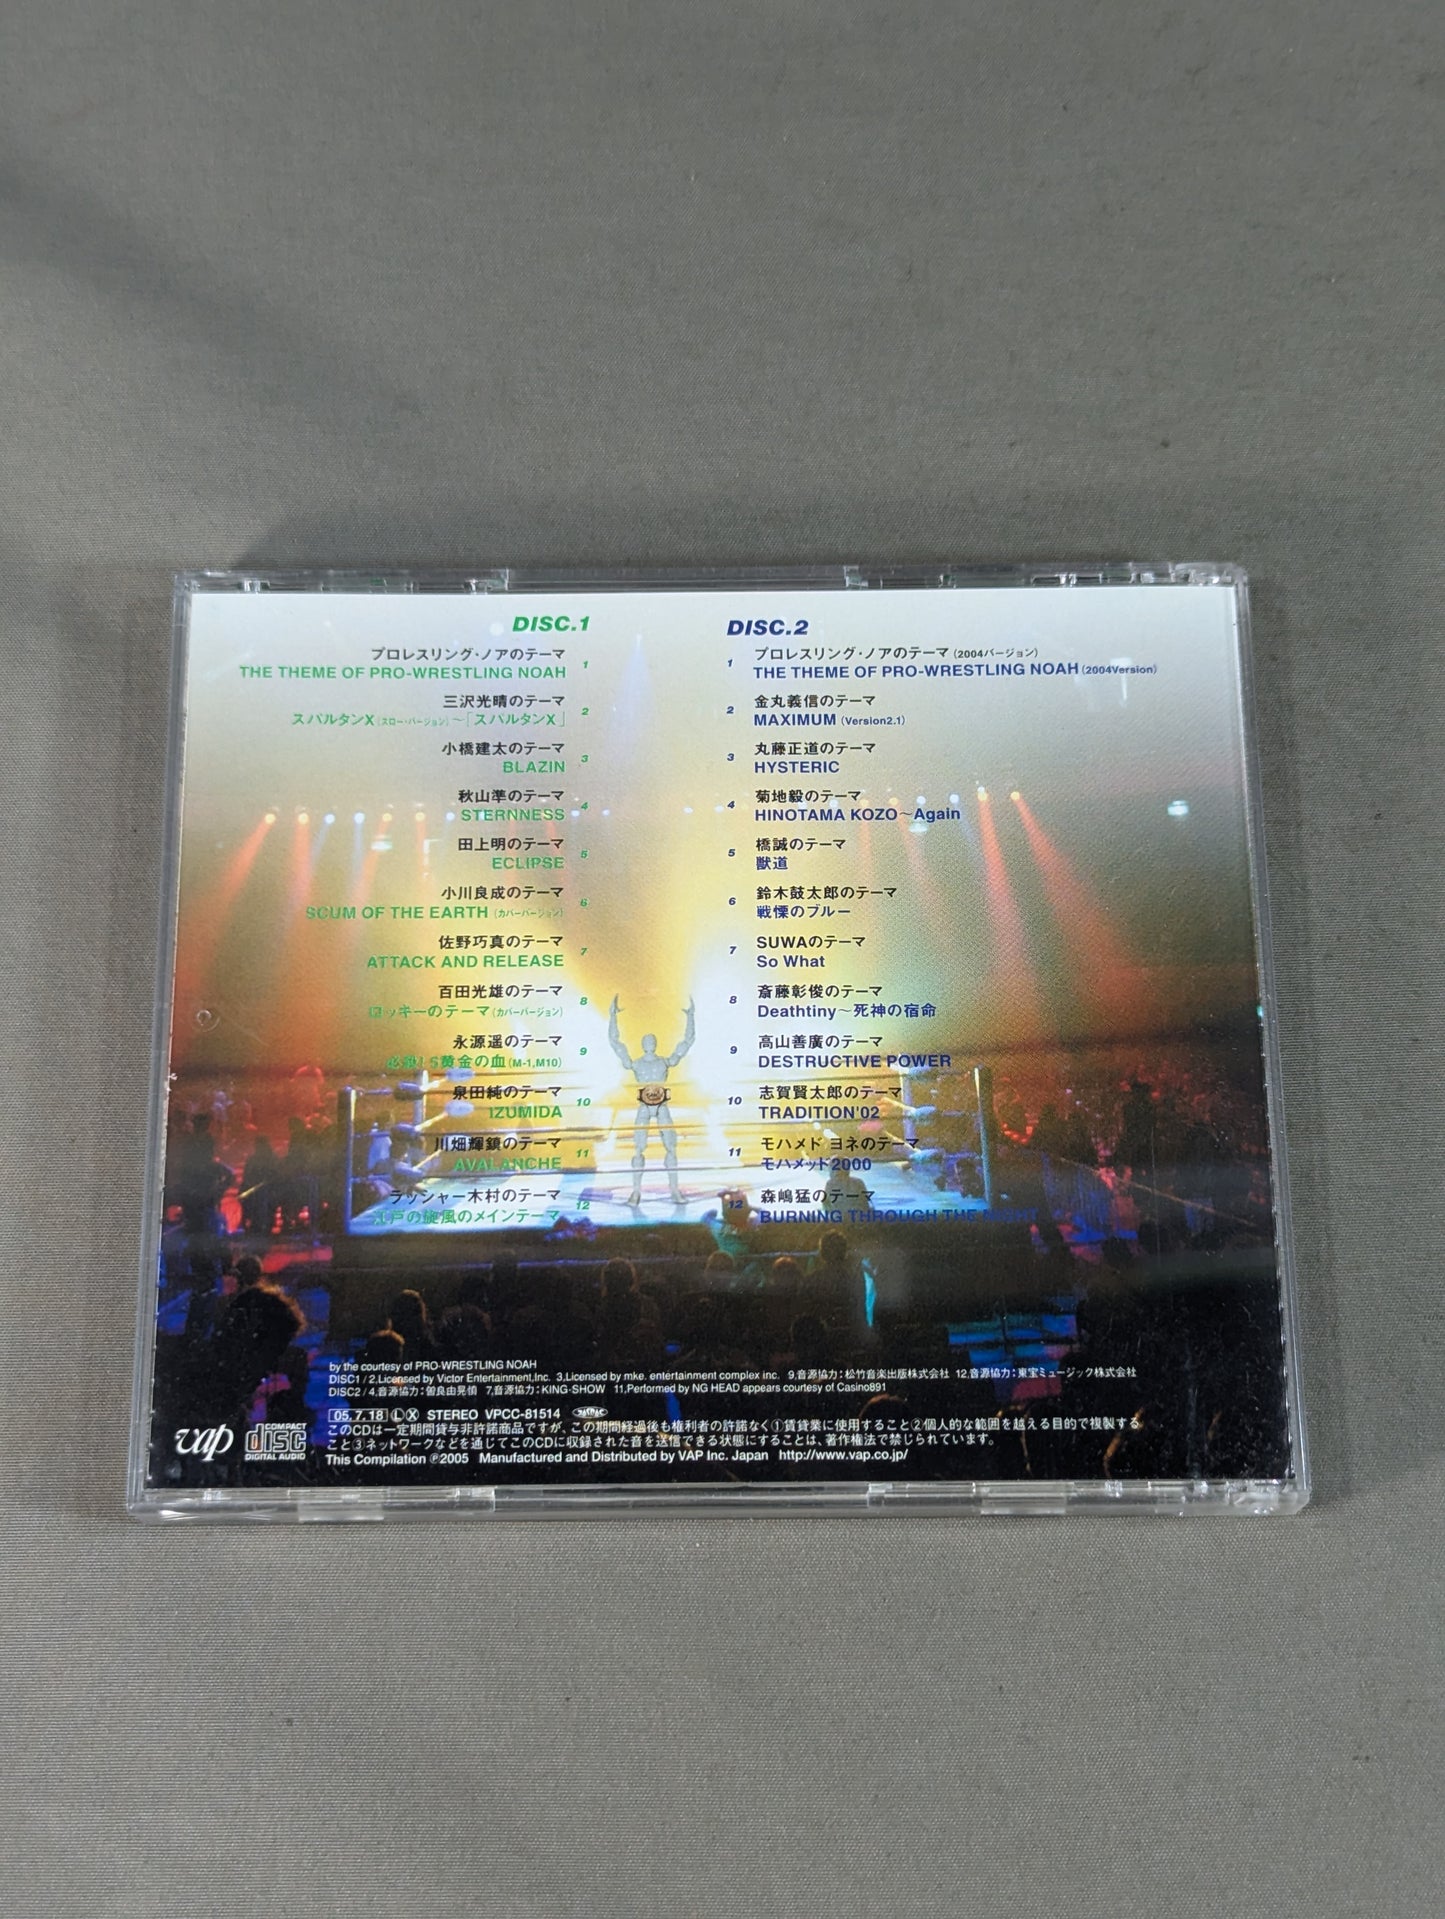 DISC.1
プロレスリング・ノアのテーマ
THE THEME OF PRO-WRESTLING NOAH 1
三沢光晴のテーマ
スパルタンX(スロー・バージョン)〜「スパルタンX」 2
小橋建太のテーマ
BLAZIN 3
秋山準のテーマ
STERNNESS 4
田上明のテーマ
ECLIPSE 5
小川良成のテーマ
SCUM OF THE EARTH (カバーバージョン) 6
佐野巧真のテーマ
ATTACK AND RELEASE 7
百田光雄のテーマ
ロッキーのテーマ(カバーバージョン) 8
永源遥のテーマ
必殺!5黄金の血(M-1,M10) 9
泉田純のテーマ
IZUMIDA 10
川畑輝鎮のテーマ
AVALANCHE 11
ラッシャー木村のテーマ
江戸の旋風のメインテーマ 12
DISC.2
プロレスリング・ノアのテーマ (2004バージョン)
1 THE THEME OF PRO-WRESTLING NOAH (2004Version)
金丸義信のテーマ
2 MAXIMUM (Version2.1)
丸藤正道のテーマ
3 HYSTERIC
菊地毅のテーマ
4 HINOTAMA KOZO〜Again
橋誠のテーマ
5 獣道
鈴木鼓太郎のテーマ
6 戦慄のブルー
SUWAのテーマ
7 So What
斎藤彰俊のテーマ
8 Deathtiny〜死神の宿命
高山善廣のテーマ
9 DESTRUCTIVE POWER
志賀賢太郎のテーマ
10 TRADITION'02
モハメド ヨネのテーマ
11 モハメッド2000
森嶋猛のテーマ
12 BURNING THROUGH THE NIGHT
by the courtesy of PRO-WRESTLING NOAH
DISC1 / 2,Licensed by Victor Entertainment,Inc. 3,Licensed by mke. entertainment complex inc. 9,音源協力:松竹音楽出版株式会社 12,音源協力:東宝ミュージック株式会社
DISC2 / 4,音源協力:曽良由晃偵 7,音源協力:KING-SHOW 11,Performed by NG HEAD appears courtesy of Casino891
05.7.18 L X STEREO VPCC-81514
このCDは一定期間貸与非許諾商品ですが、この期間経過後も権利者の許諾なく①賃貸業に使用すること②個人的な範囲を越える目的で複製する
こと③ネットワークなどを通じてこのCDに収録された音を送信できる状態にすることは、著作権法で禁じられています。
This Compilation ℗2005 Manufactured and Distributed by VAP Inc. Japan http://www.vap.co.jp/
vap
COMPACT
disc
DIGITAL AUDIO